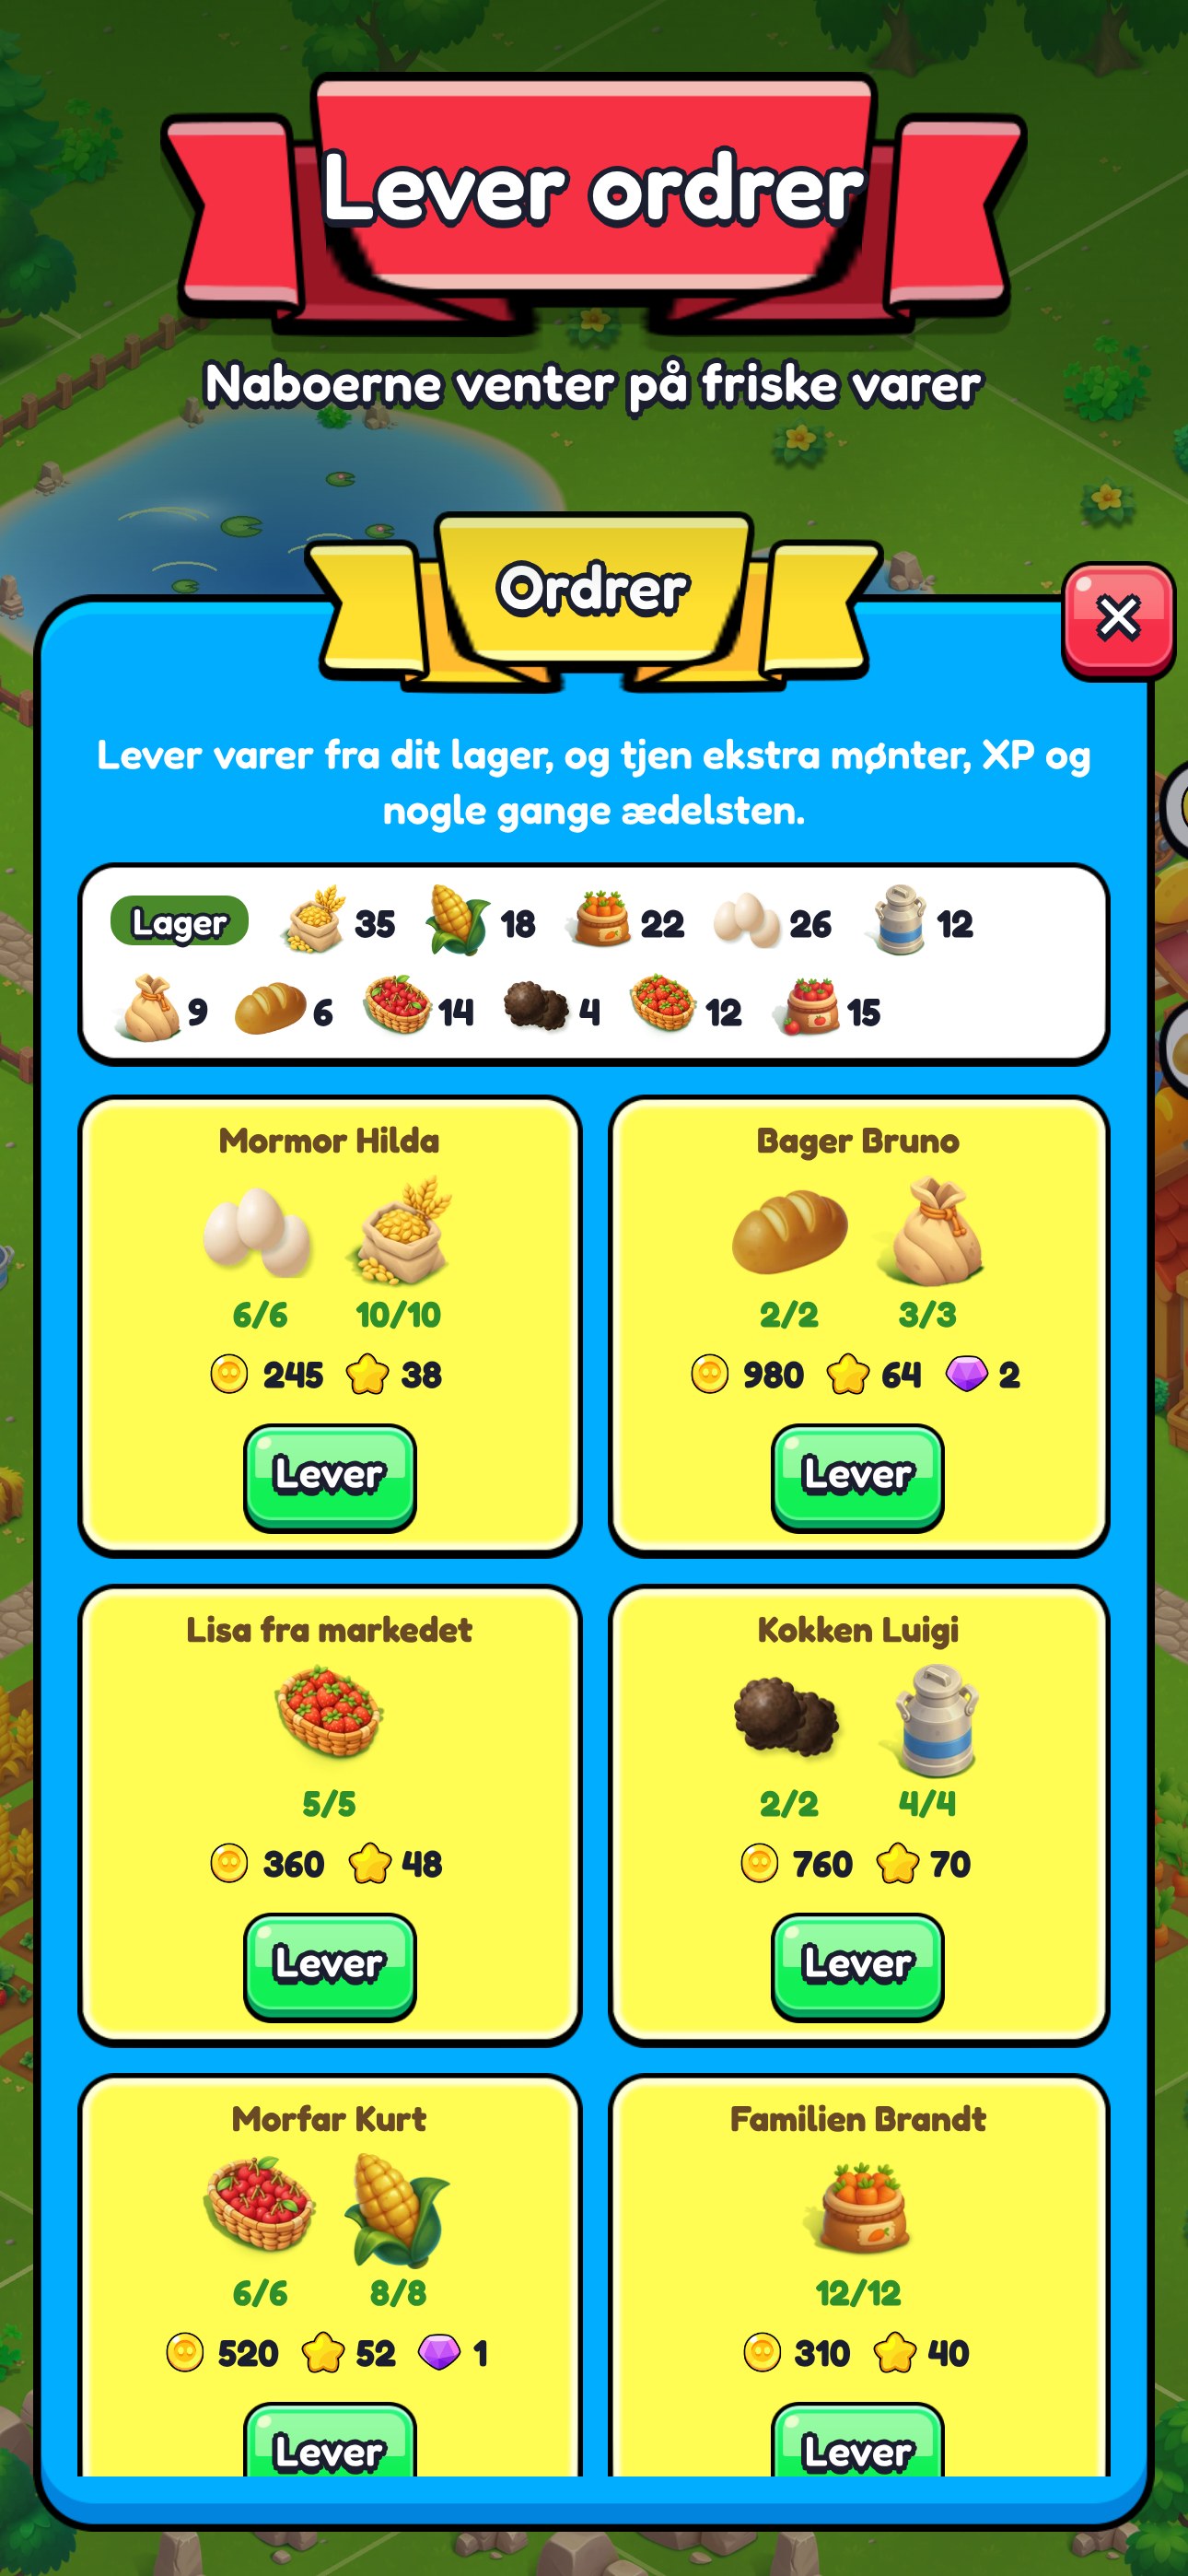 Lever ordrer
Naboerne venter på friske varer
Ordrer
Lever varer fra dit lager, og tjen ekstra mønter, XP og
nogle gange ædelsten.
Lager 35 18 22 26 12
9 6 14 4 12 15
Mormor Hilda
6/6 10/10
245 38
Lever
Bager Bruno
2/2 3/3
980 64 2
Lever
Lisa fra markedet
5/5
360 48
Lever
Kokken Luigi
2/2 4/4
760 70
Lever
Morfar Kurt
6/6 8/8
520 52 1
Lever
Familien Brandt
12/12
310 40
Lever